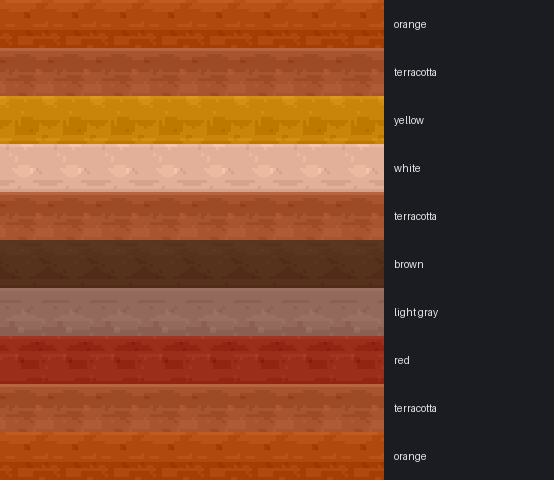 orange
terracotta
yellow
white
terracotta
brown
light gray
red
terracotta
orange